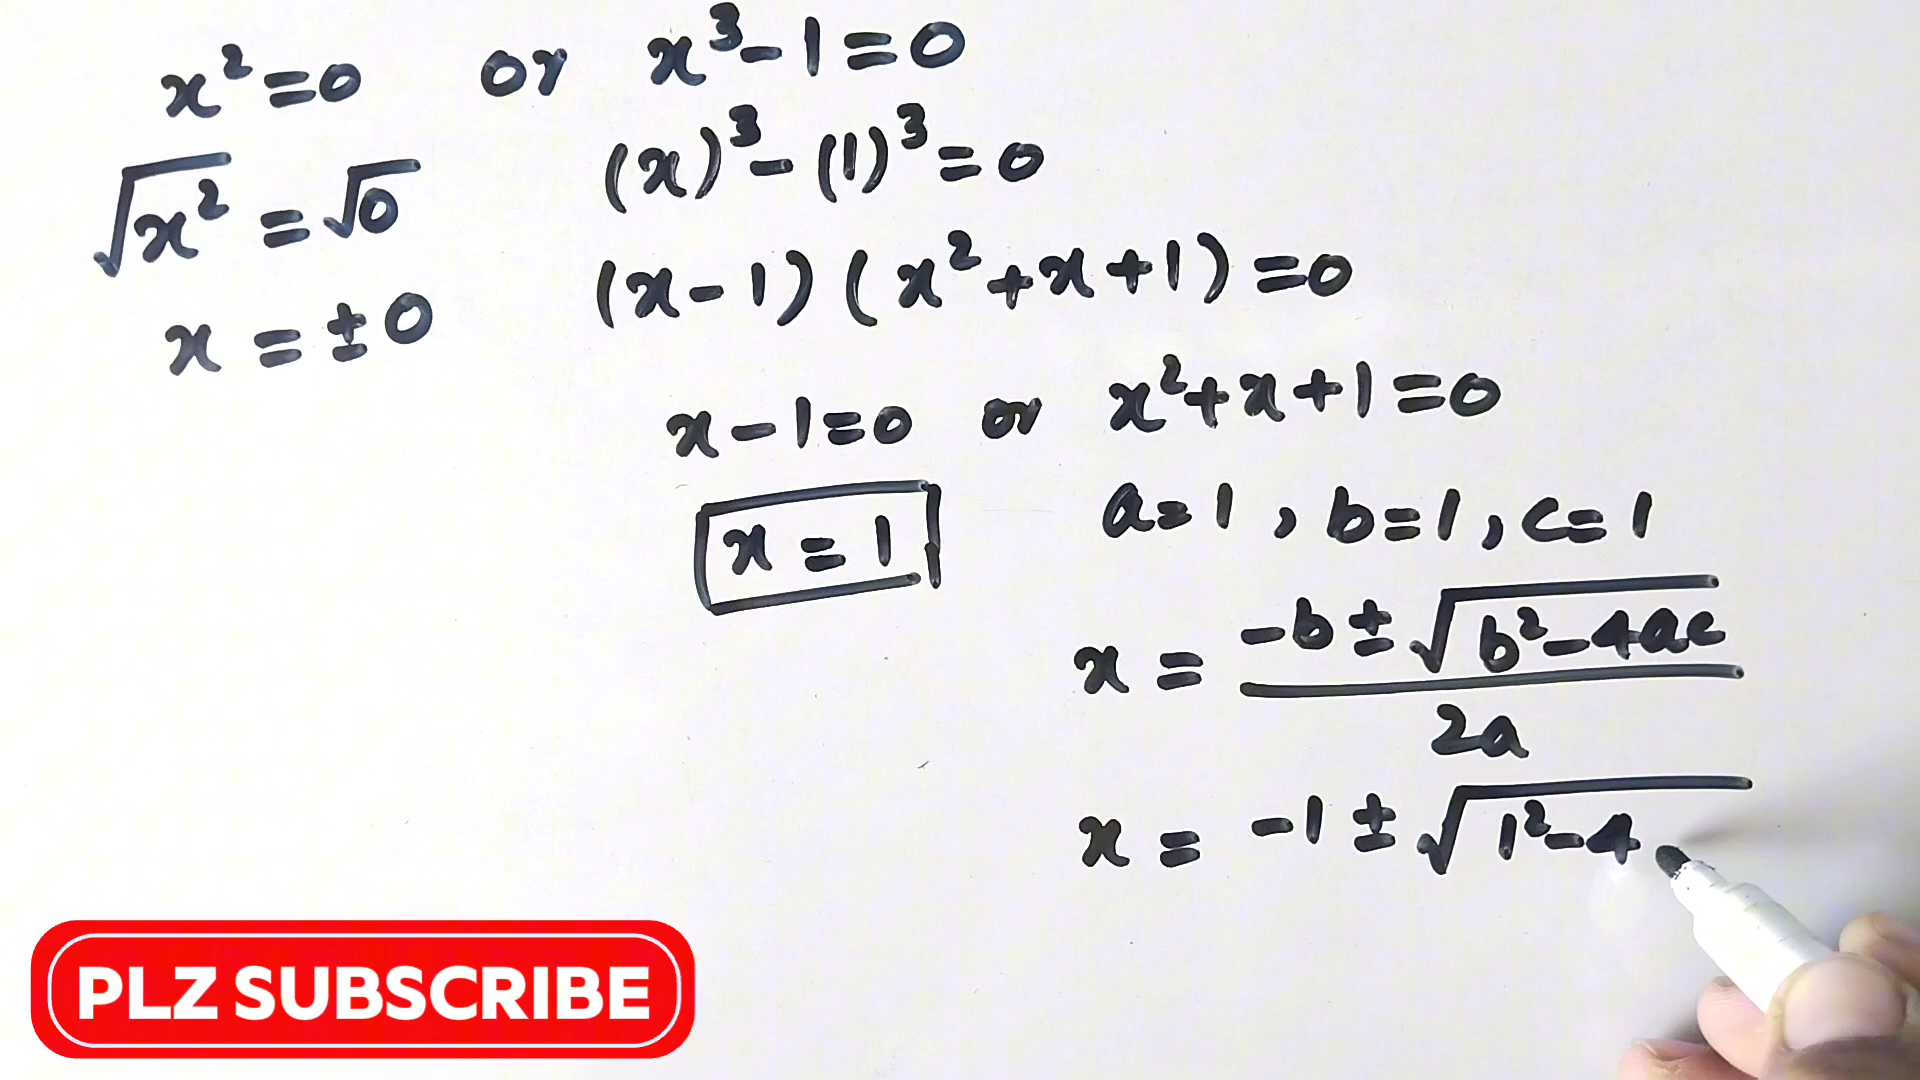 x² = 0 or x³ - 1 = 0
√x² = √0
(x)³ - (1)³ = 0
x = ±0
(x - 1) (x² + x + 1) = 0
x - 1 = 0 or x² + x + 1 = 0
x = 1
a = 1 , b = 1 , c = 1
x = -b ± √b² - 4ac / 2a
x = -1 ± √1² - 4
PLZ SUBSCRIBE